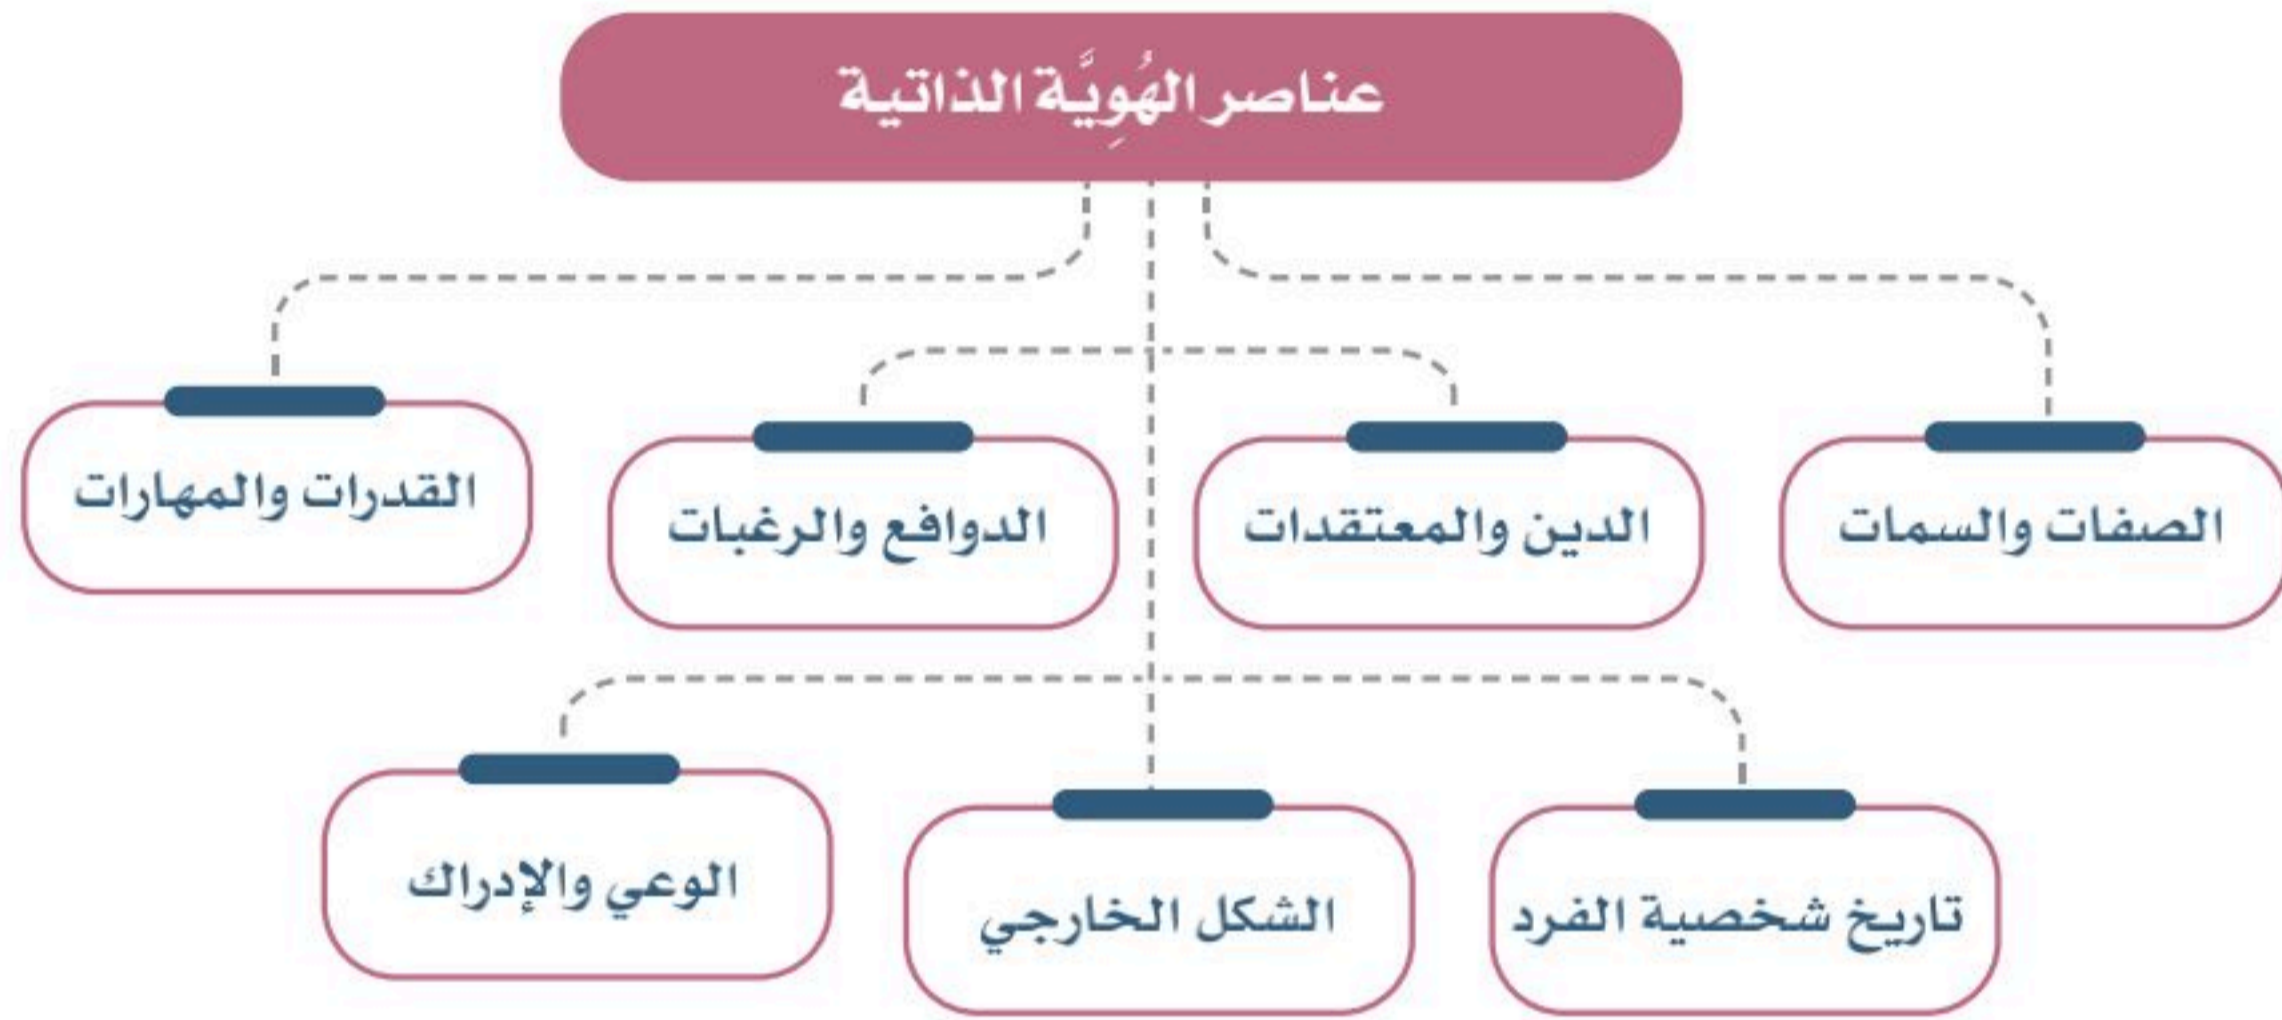 عناصر الهُوِيَّة الذاتية
الصفات والسمات
الدين والمعتقدات
الدوافع والرغبات
القدرات والمهارات
تاريخ شخصية الفرد
الشكل الخارجي
الوعي والإدراك